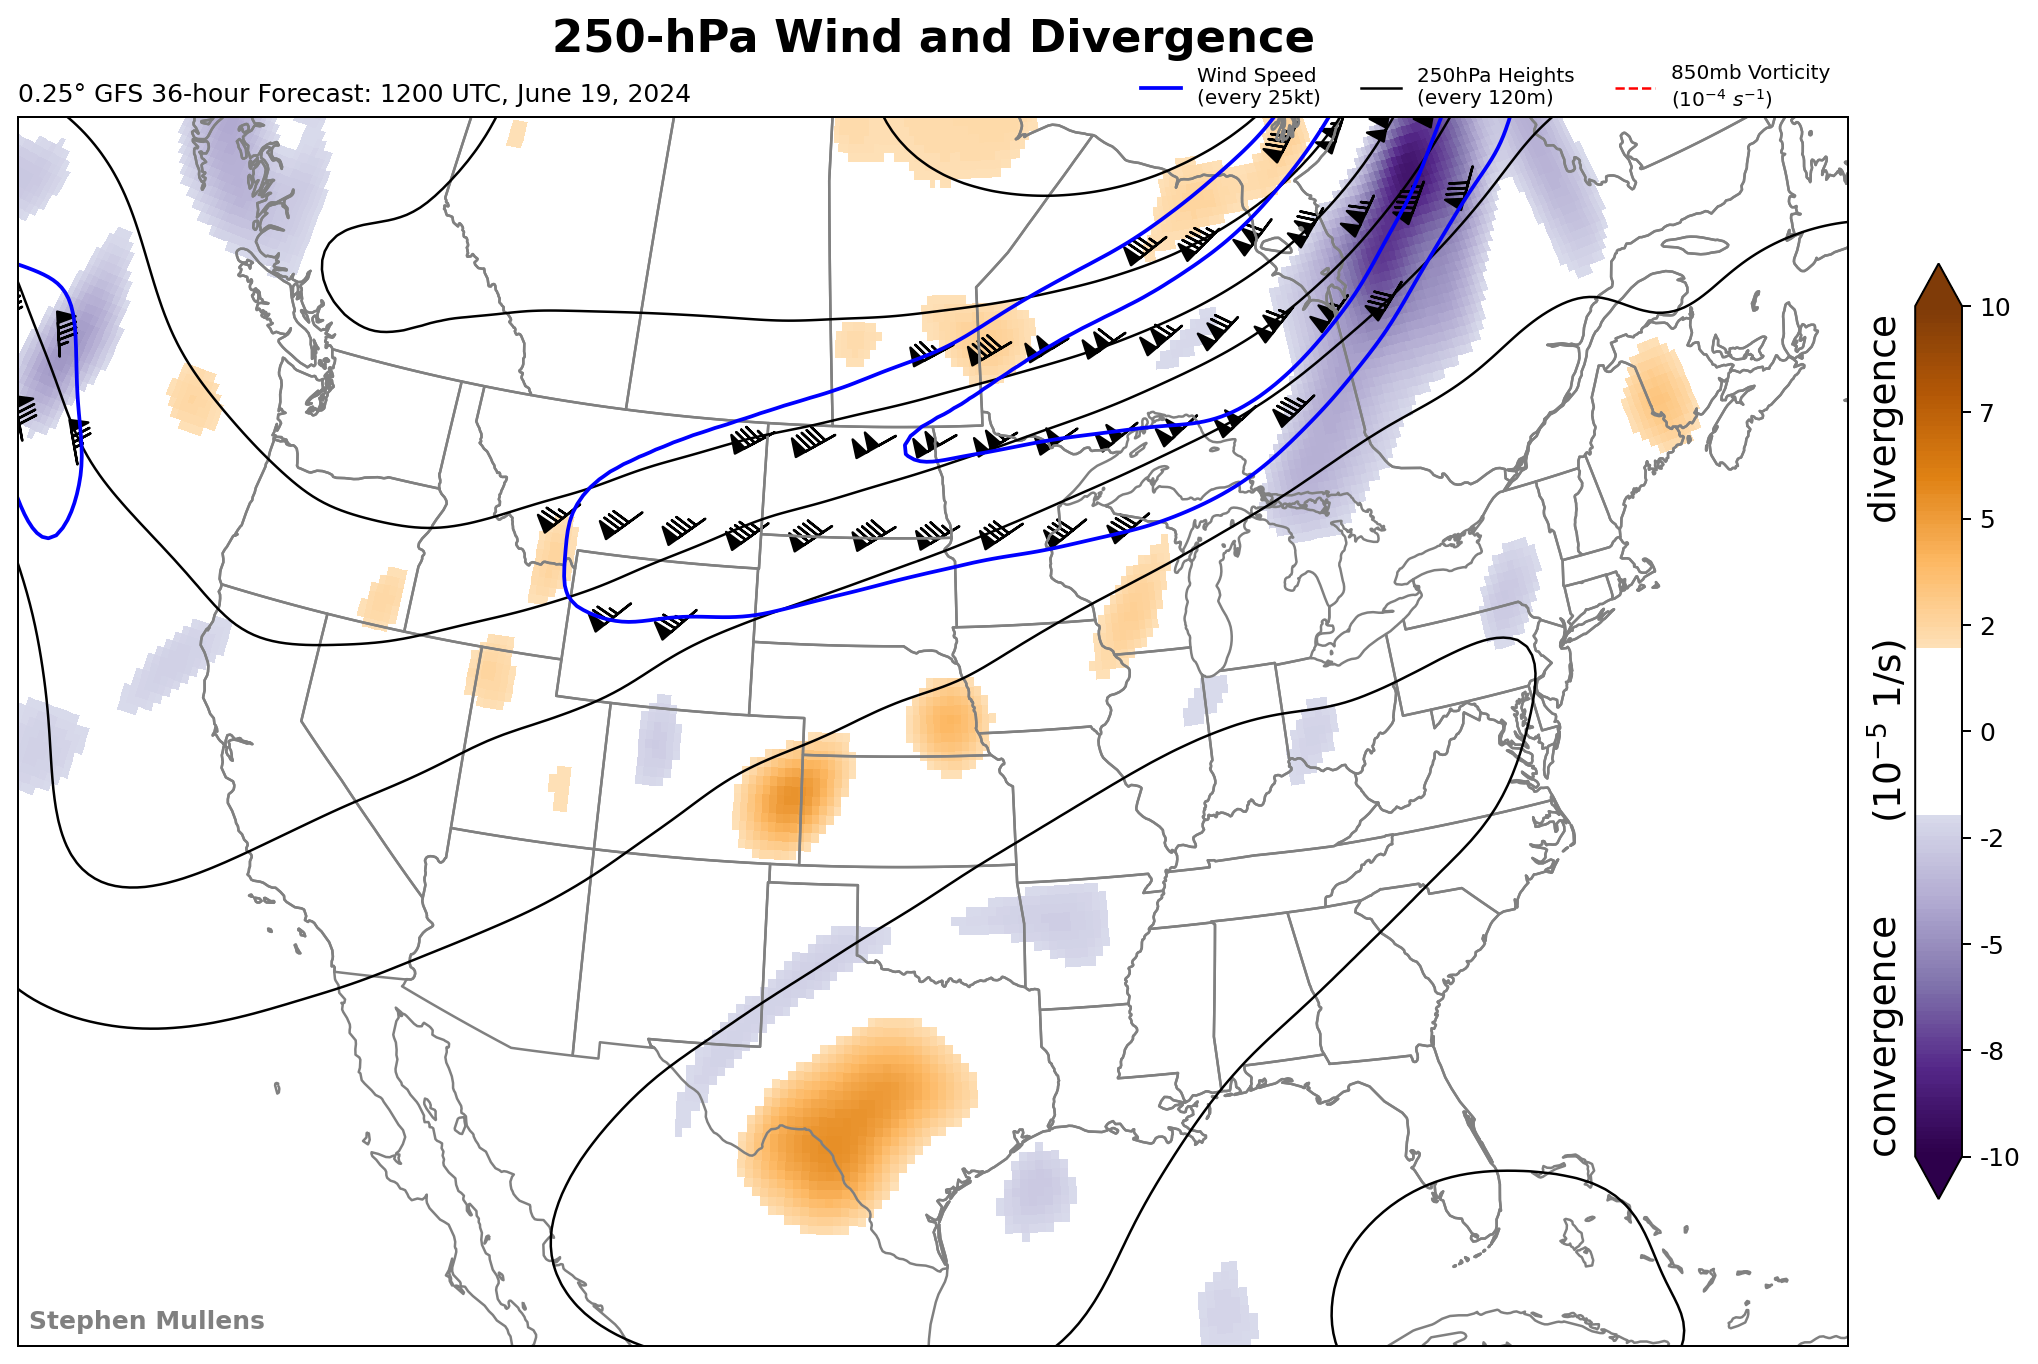 250-hPa Wind and Divergence
0.25° GFS 36-hour Forecast: 1200 UTC, June 19, 2024
Wind Speed
(every 25kt)
250hPa Heights
(every 120m)
850mb Vorticity
(10⁻⁴ s⁻¹)
10
7
5
2
0
-2
-5
-8
-10
divergence
(10⁻⁵ 1/s)
convergence
Stephen Mullens